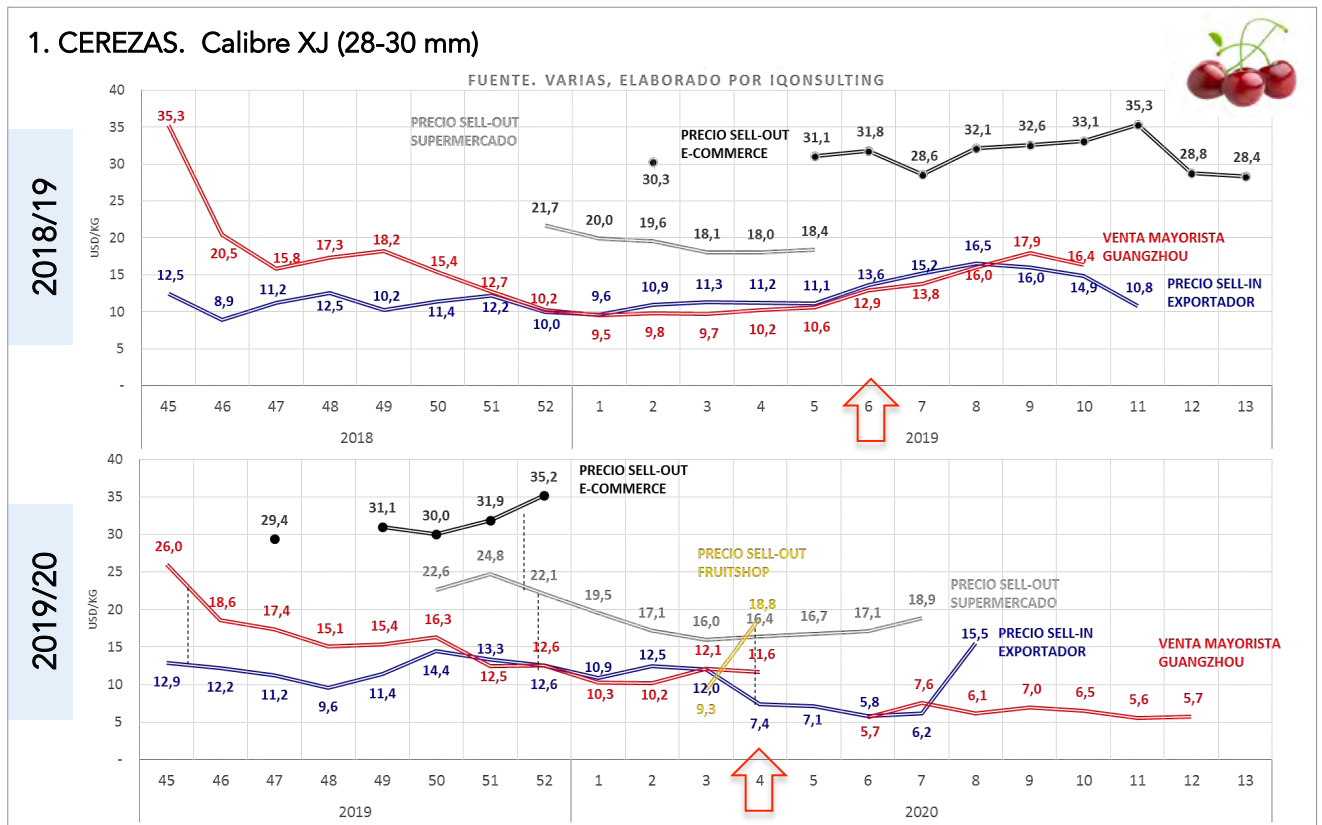 1. CEREZAS.  Calibre XJ (28-30 mm)
FUENTE. VARIAS, ELABORADO POR IQONSULTING
2018/19
USD/KG
40
35
30
25
20
15
10
5
-
PRECIO SELL-OUT
SUPERMERCADO
PRECIO SELL-OUT
E-COMMERCE
VENTA MAYORISTA
GUANGZHOU
PRECIO SELL-IN
EXPORTADOR
30,3 31,1 31,8 28,6 32,1 32,6 33,1 35,3 28,8 28,4
21,7 20,0 19,6 18,1 18,0 18,4
35,3 20,5 15,8 17,3 18,2 15,4 12,7 10,2 9,5 9,8 9,7 10,2 10,6 12,9 13,8 16,0 17,9 16,4
12,5 8,9 11,2 12,5 10,2 11,4 12,2 10,0 9,6 10,9 11,3 11,2 11,1 13,6 15,2 16,5 16,0 14,9 10,8
45 46 47 48 49 50 51 52 1 2 3 4 5 6 7 8 9 10 11 12 13
2018 2019
2019/20
USD/KG
40
35
30
25
20
15
10
5
-
PRECIO SELL-OUT
E-COMMERCE
PRECIO SELL-OUT
FRUITSHOP
PRECIO SELL-OUT
SUPERMERCADO
PRECIO SELL-IN
EXPORTADOR
VENTA MAYORISTA
GUANGZHOU
29,4 31,1 30,0 31,9 35,2
22,6 24,8 22,1 19,5 17,1 16,0 16,4 16,7 17,1 18,9
9,3 18,8
26,0 18,6 17,4 15,1 15,4 16,3 12,5 12,6 10,3 10,2 12,1 11,6 5,7 7,6 6,1 7,0 6,5 5,6 5,7
12,9 12,2 11,2 9,6 11,4 14,4 13,3 12,6 10,9 12,5 12,0 7,4 7,1 5,8 6,2 15,5
45 46 47 48 49 50 51 52 1 2 3 4 5 6 7 8 9 10 11 12 13
2019 2020